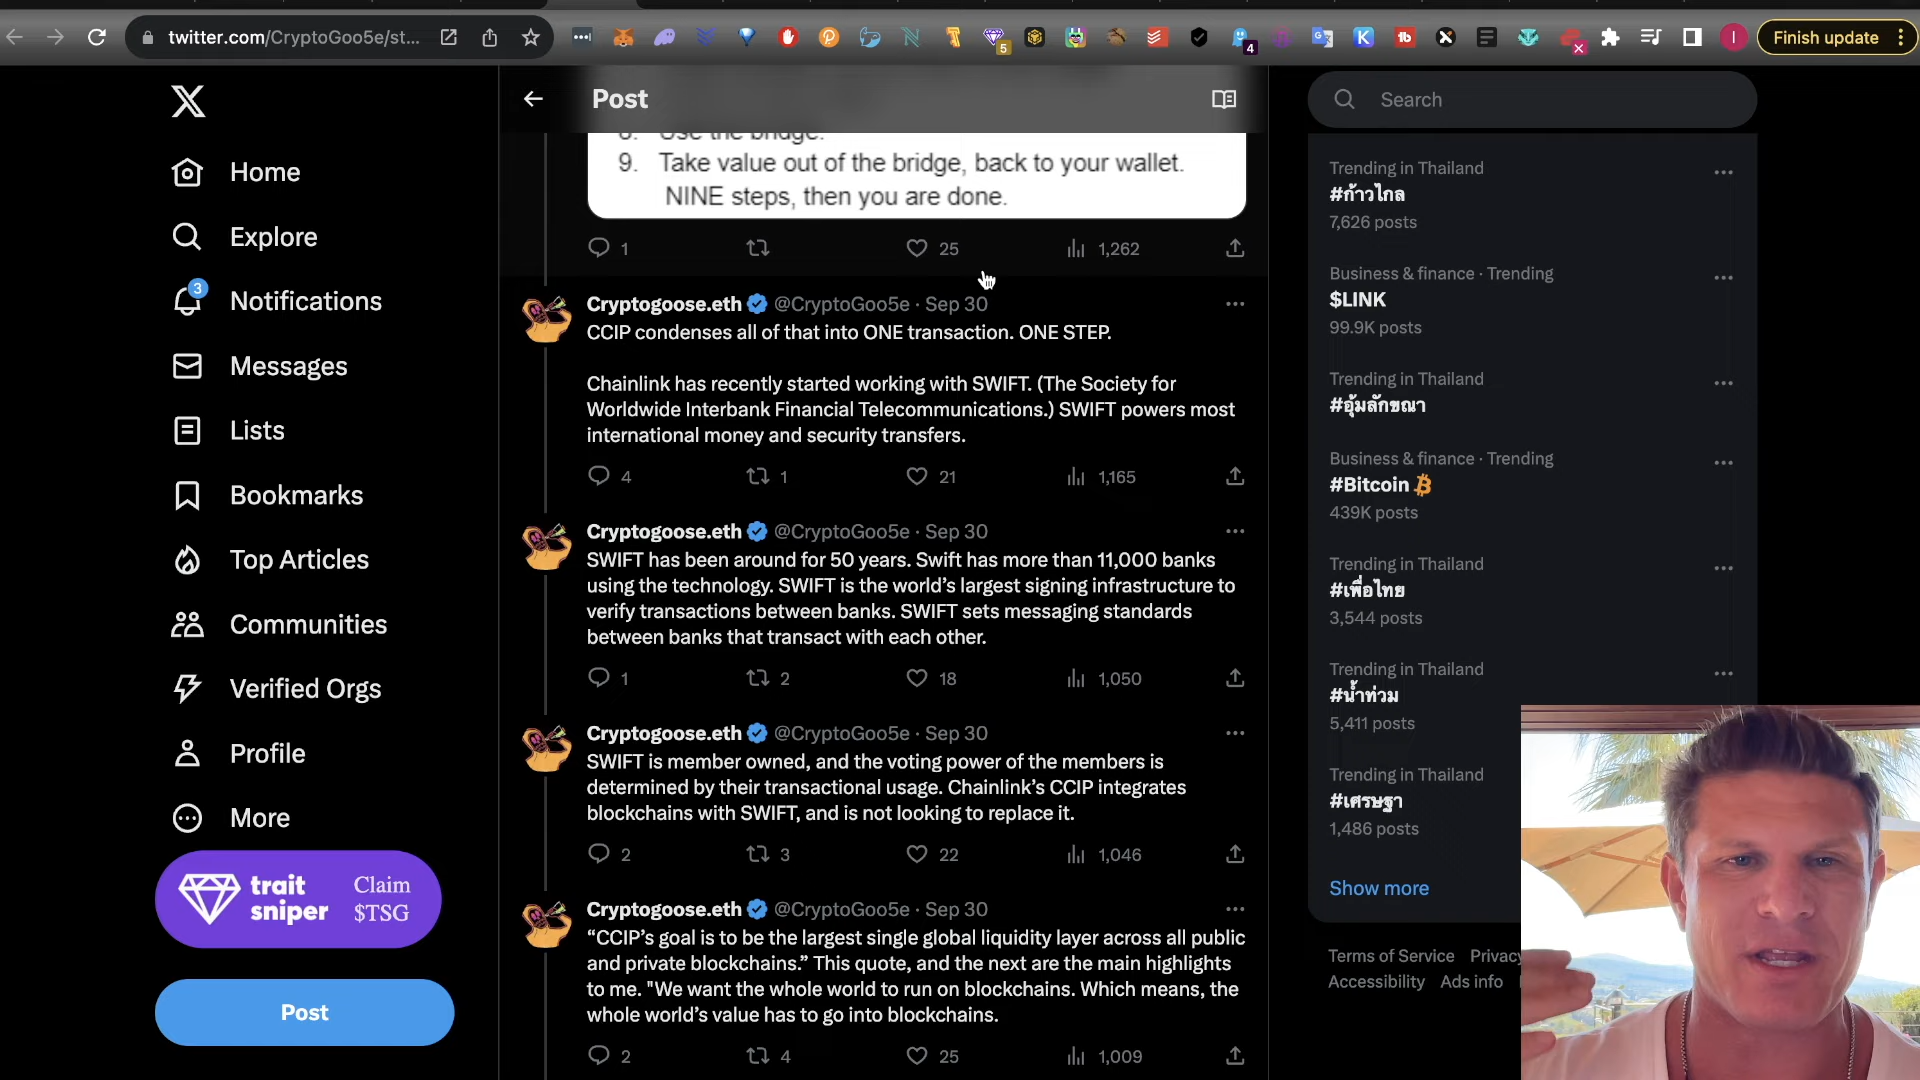 twitter.com/CryptoGoo5e/st...
5
4
I
Finish update
Home
Explore
3
Notifications
Messages
Lists
Bookmarks
Top Articles
Communities
Verified Orgs
Profile
More
trait sniper
Claim $TSG
Post
Post
8. Use the bridge.
9. Take value out of the bridge, back to your wallet.
NINE steps, then you are done.
1
25
1,262
Cryptogoose.eth @CryptoGoo5e · Sep 30
CCIP condenses all of that into ONE transaction. ONE STEP.
Chainlink has recently started working with SWIFT. (The Society for
Worldwide Interbank Financial Telecommunications.) SWIFT powers most
international money and security transfers.
4
1
21
1,165
Cryptogoose.eth @CryptoGoo5e · Sep 30
SWIFT has been around for 50 years. Swift has more than 11,000 banks
using the technology. SWIFT is the world's largest signing infrastructure to
verify transactions between banks. SWIFT sets messaging standards
between banks that transact with each other.
1
2
18
1,050
Cryptogoose.eth @CryptoGoo5e · Sep 30
SWIFT is member owned, and the voting power of the members is
determined by their transactional usage. Chainlink's CCIP integrates
blockchains with SWIFT, and is not looking to replace it.
2
3
22
1,046
Cryptogoose.eth @CryptoGoo5e · Sep 30
“CCIP's goal is to be the largest single global liquidity layer across all public
and private blockchains.” This quote, and the next are the main highlights
to me. "We want the whole world to run on blockchains. Which means, the
whole world's value has to go into blockchains.
2
4
25
1,009
Search
Trending in Thailand
#ก้าวไกล
7,626 posts
Business & finance · Trending
$LINK
99.9K posts
Trending in Thailand
#อุ้มลักขณา
Business & finance · Trending
#Bitcoin
439K posts
Trending in Thailand
#เพื่อไทย
3,544 posts
Trending in Thailand
#น้ำท่วม
5,411 posts
Trending in Thailand
#เศรษฐา
1,486 posts
Show more
Terms of Service Privacy
Accessibility Ads info